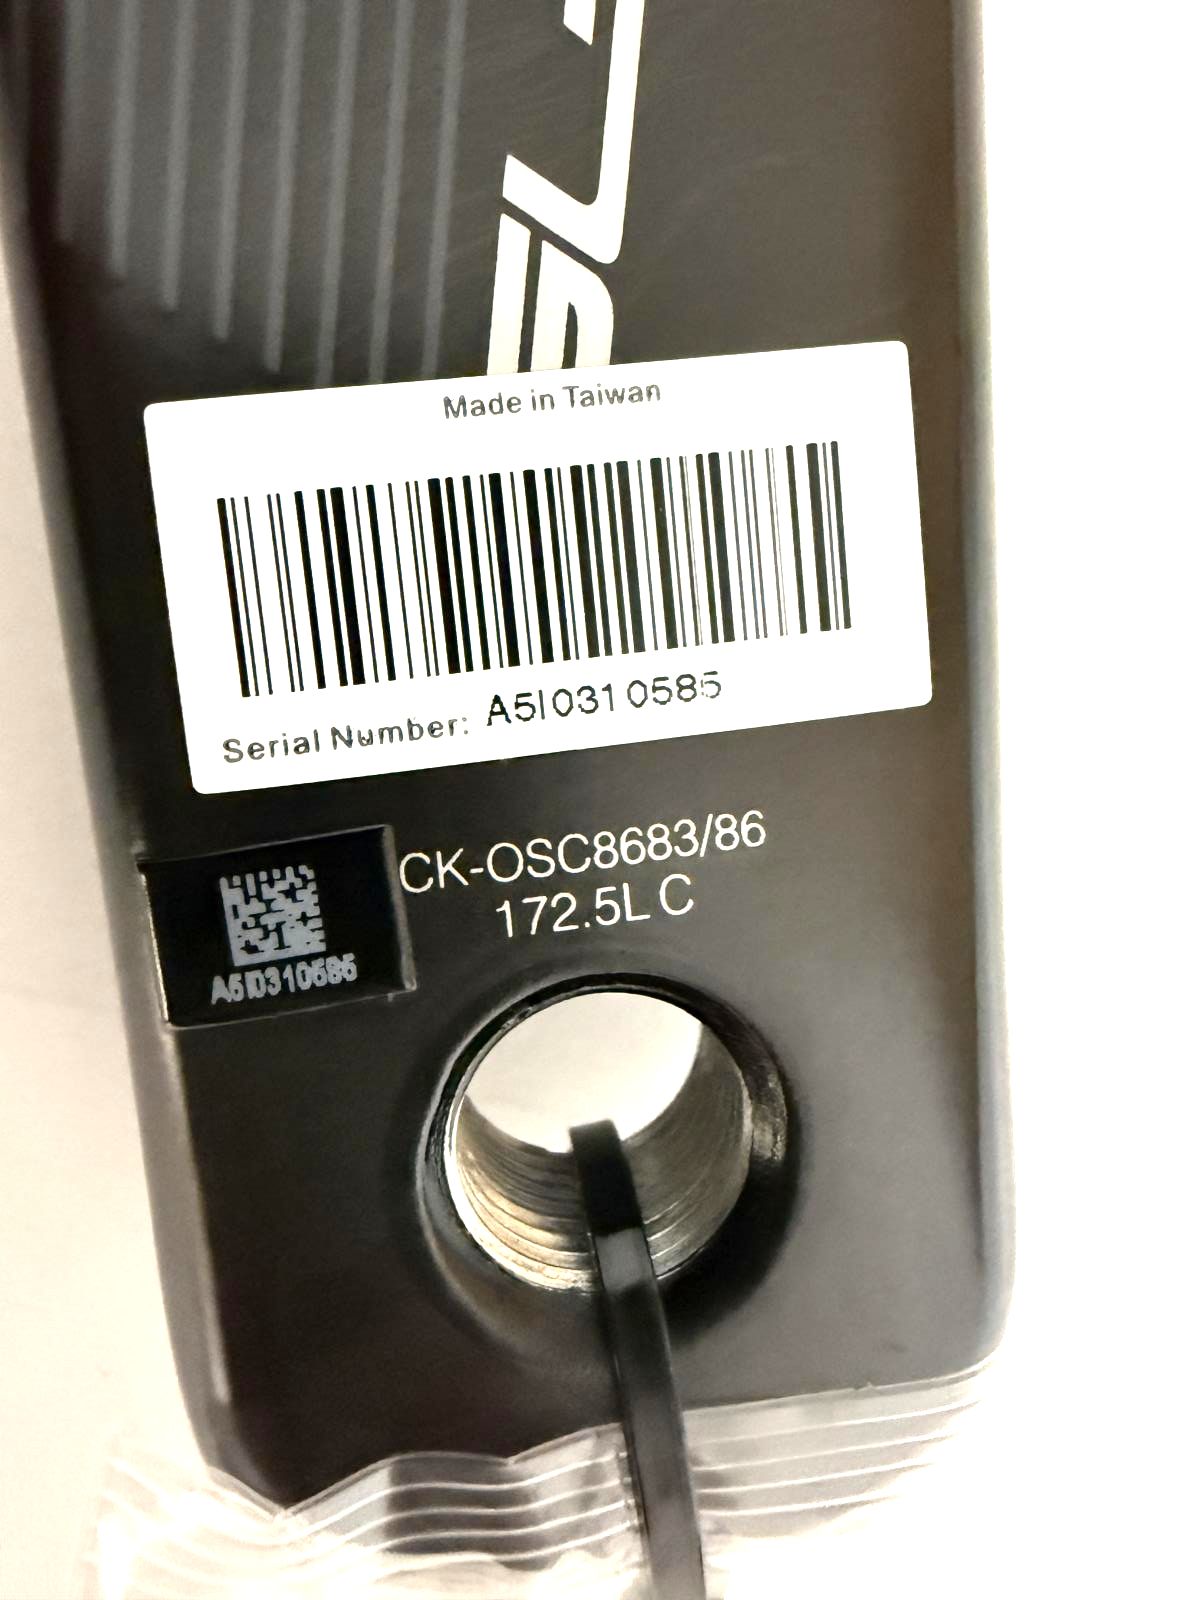 Made in Taiwan
Serial Number: A5I0310585
CK-OSC8683/86
172.5L C
A5I0310585